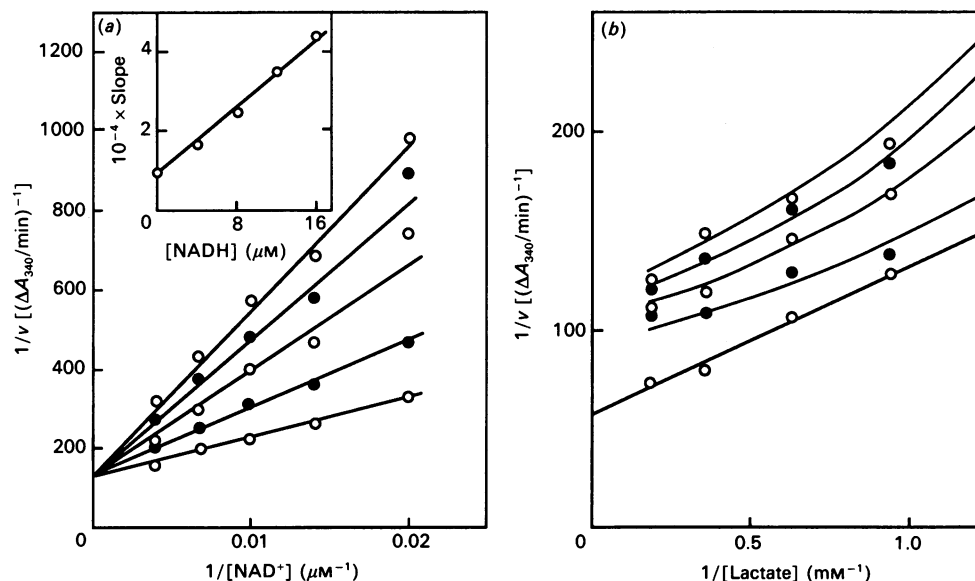 (a)
1200
1000
800
600
400
200
0
0.01
0.02
1/[NAD⁺] (μM⁻¹)
1/v [(ΔA₃₄₀/min)⁻¹]
4
2
0
8
16
[NADH] (μM)
10⁻⁴ × Slope
(b)
200
100
0
0.5
1.0
1/[Lactate] (mM⁻¹)
1/v [(ΔA₃₄₀/min)⁻¹]